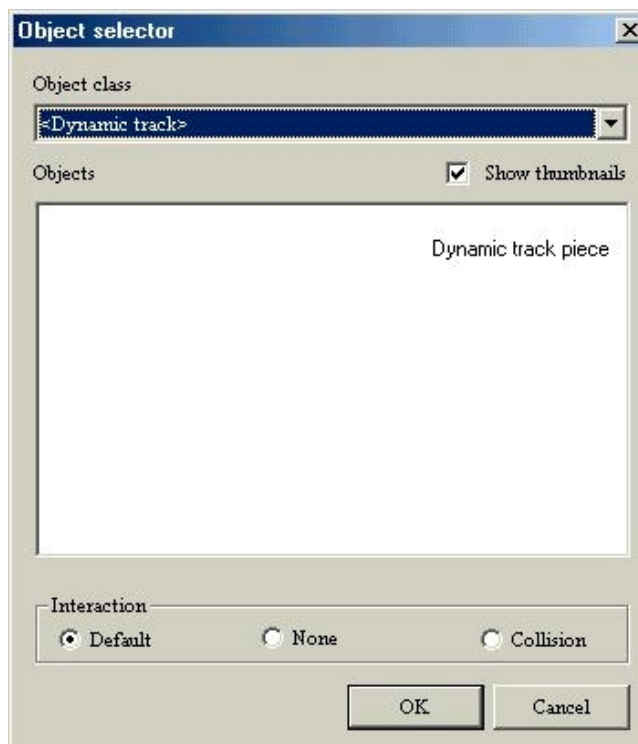 Object selector
Object class
<Dynamic track>
Objects Show thumbnails
Dynamic track piece
Interaction
Default None Collision
OK Cancel